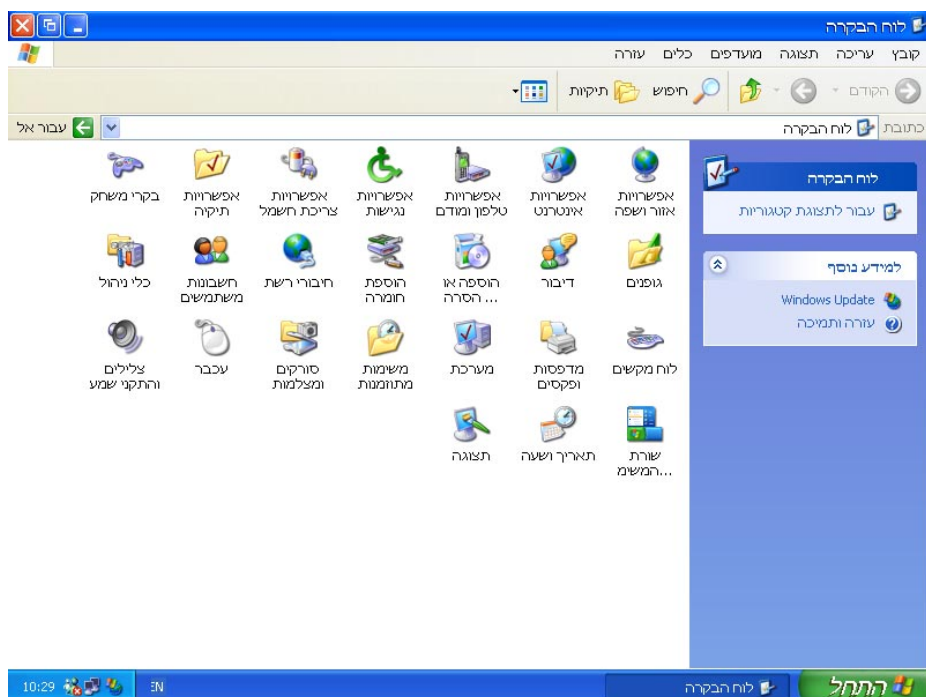 לוח הבקרה
קובץ עריכה תצוגה מועדפים כלים עזרה
הקודם חיפוש תיקיות
כתובת לוח הבקרה עבור אל
לוח הבקרה
עבור לתצוגת קטגוריות
למידע נוסף
Windows Update
עזרה ותמיכה
אפשרויות
אזור ושפה
אפשרויות
אינטרנט
אפשרויות
טלפון ומודם
אפשרויות
נגישות
אפשרויות
צריכת חשמל
אפשרויות
תיקיה
בקרי משחק
גופנים
דיבור
הוספה או
הסרה ...
הוספת
חומרה
חיבורי רשת
חשבונות
משתמשים
כלי ניהול
לוח מקשים
מדפסות
ופקסים
מערכת
משימות
מתוזמנות
סורקים
ומצלמות
עכבר
צלילים
והתקני שמע
שורת
המשימ...
תאריך ושעה
תצוגה
התחל לוח הבקרה EN 10:29